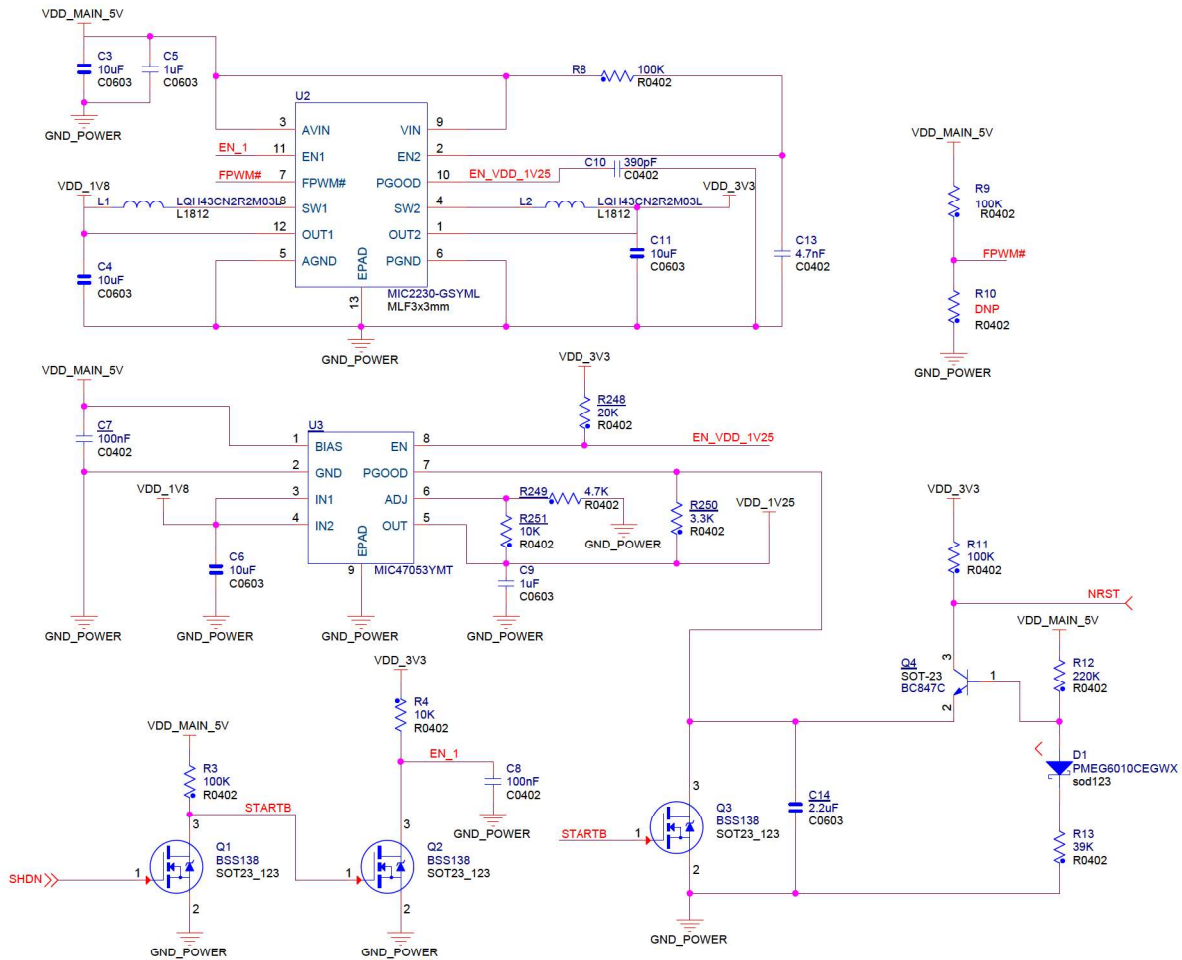 VDD_MAIN_5V
C3
10uF
C0603
C5
1uF
C0603
GND_POWER
R8
100K
R0402
U2
3
AVIN
VIN
9
EN_1
11
EN1
EN2
2
FPWM#
7
FPWM#
PGOOD
10
EN_VDD_1V25
C10
390pF
C0402
VDD_1V8
L1
LQH43CN2R2M03L
L1812
8
SW1
SW2
4
L2
LQH43CN2R2M03L
L1812
VDD_3V3
12
OUT1
OUT2
1
5
AGND
PGND
6
EPAD
13
MIC2230-GSYML
MLF3x3mm
C4
10uF
C0603
C11
10uF
C0603
C13
4.7nF
C0402
GND_POWER
VDD_MAIN_5V
R9
100K
R0402
FPWM#
R10
DNP
R0402
GND_POWER
VDD_MAIN_5V
C7
100nF
C0402
U3
1
BIAS
EN
8
2
GND
PGOOD
7
3
IN1
ADJ
6
4
IN2
OUT
5
EPAD
9
MIC47053YMT
VDD_3V3
R248
20K
R0402
EN_VDD_1V25
VDD_1V8
R249
4.7K
R0402
GND_POWER
R251
10K
R0402
R250
3.3K
R0402
VDD_1V25
C6
10uF
C0603
C9
1uF
C0603
GND_POWER
GND_POWER
GND_POWER
GND_POWER
VDD_3V3
R11
100K
R0402
NRST
VDD_MAIN_5V
Q4
SOT-23
BC847C
3
1
2
R12
220K
R0402
D1
PMEG6010CEGWX
sod123
R13
39K
R0402
VDD_3V3
R4
10K
R0402
EN_1
C8
100nF
C0402
GND_POWER
VDD_MAIN_5V
R3
100K
R0402
STARTB
SHDN
1
3
Q1
BSS138
SOT23_123
2
GND_POWER
1
3
Q2
BSS138
SOT23_123
2
GND_POWER
STARTB
1
3
Q3
BSS138
SOT23_123
2
C14
2.2uF
C0603
GND_POWER